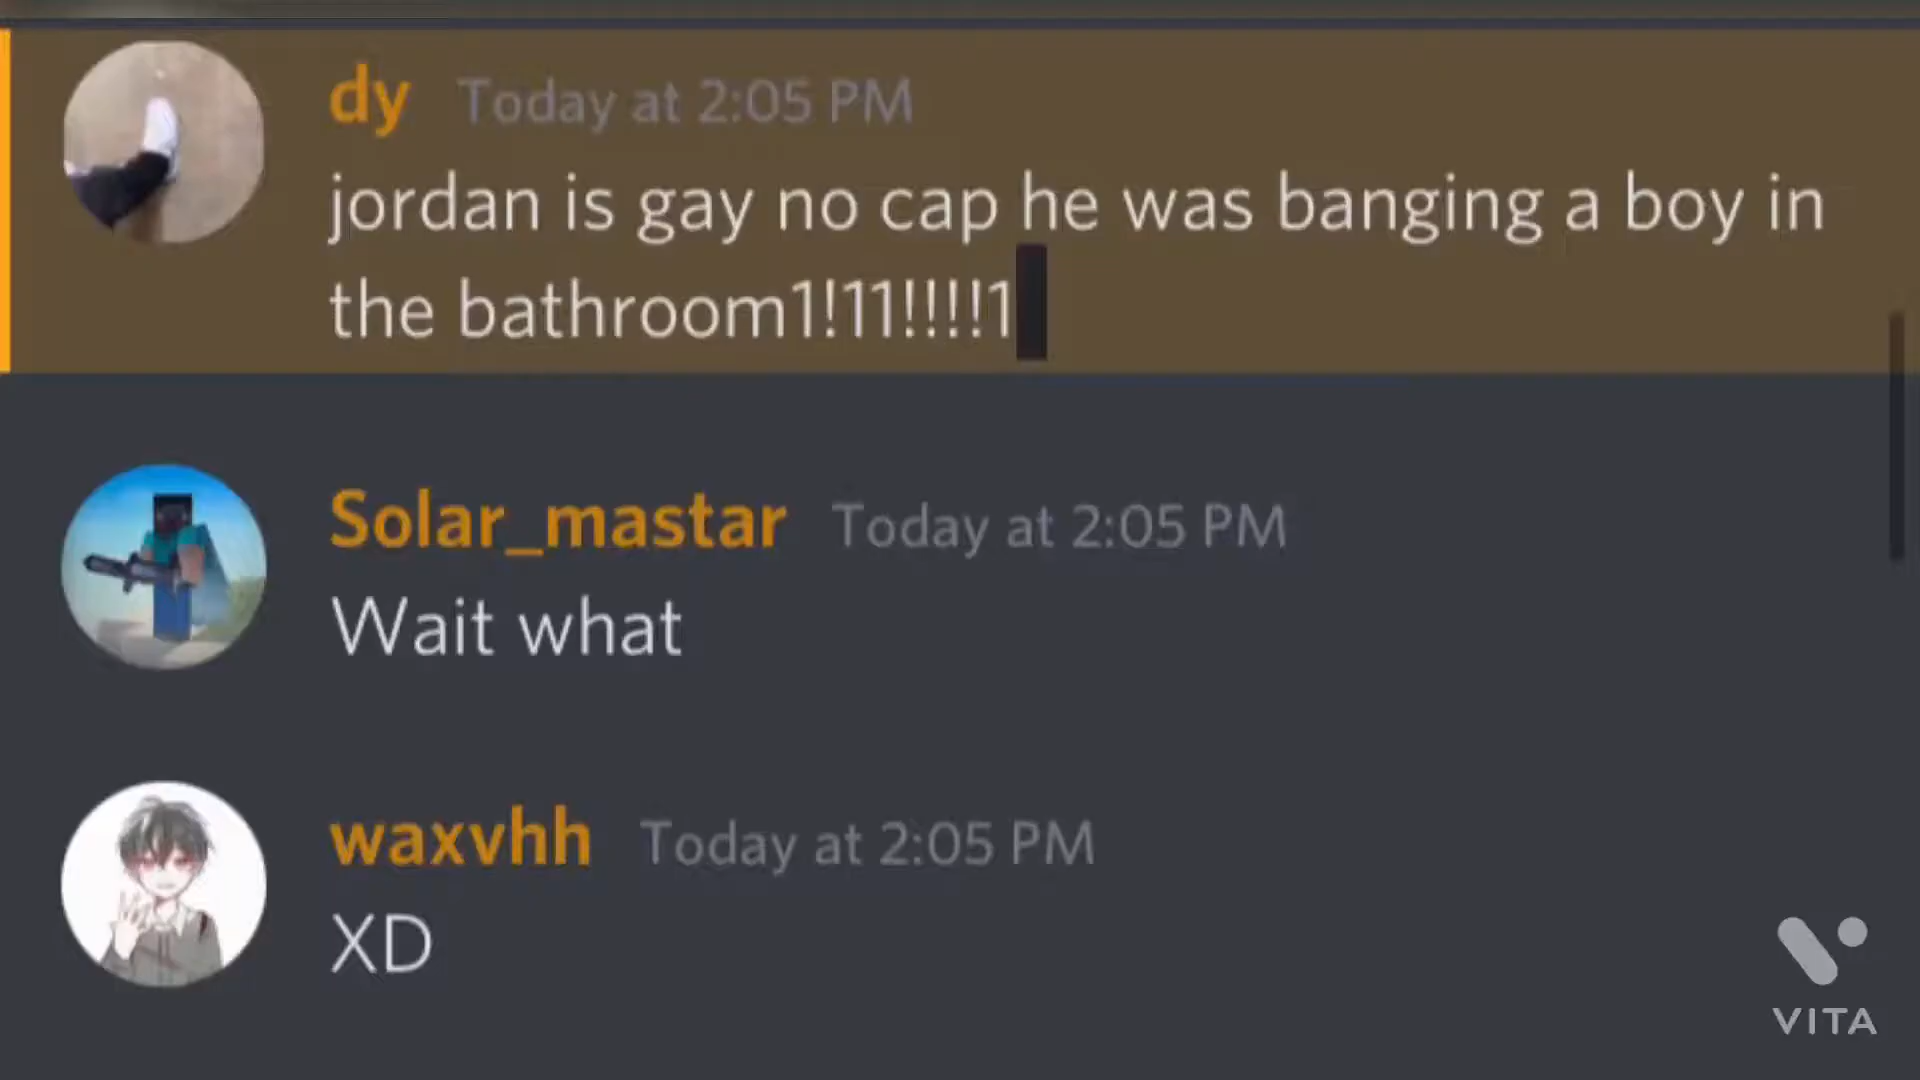 dy Today at 2:05 PM
jordan is gay no cap he was banging a boy in
the bathroom1!11!!!!1
Solar_mastar Today at 2:05 PM
Wait what
waxvhh Today at 2:05 PM
XD
VITA